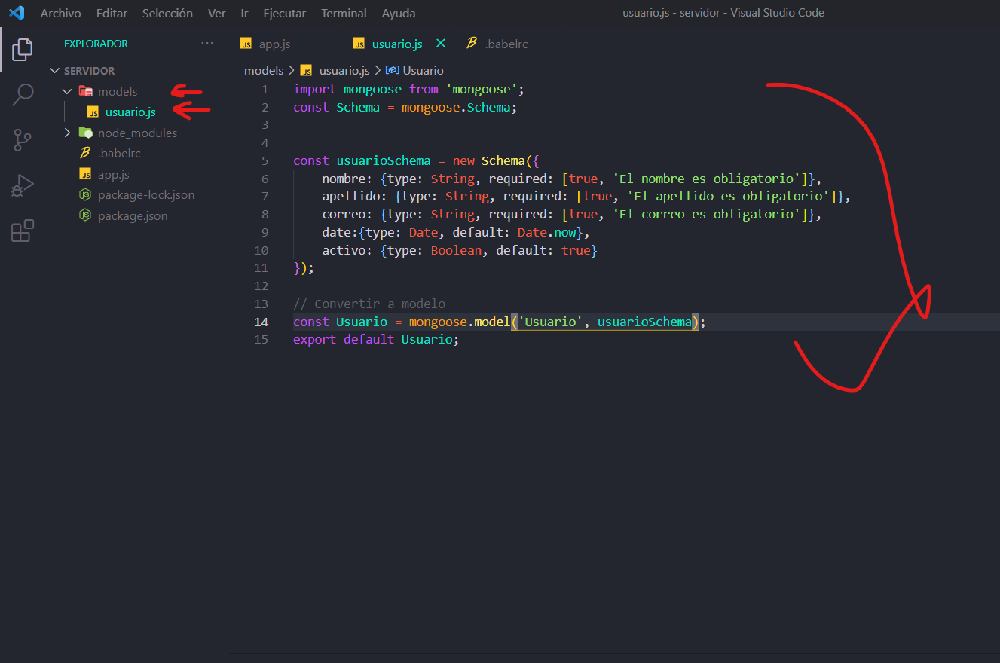 Archivo Editar Selección Ver Ir Ejecutar Terminal Ayuda usuario.js - servidor - Visual Studio Code
EXPLORADOR ...
SERVIDOR
models
usuario.js
node_modules
.babelrc
app.js
package-lock.json
package.json
app.js usuario.js .babelrc
models > usuario.js > Usuario
1 import mongoose from 'mongoose';
2 const Schema = mongoose.Schema;
3
4
5 const usuarioSchema = new Schema({
6 nombre: {type: String, required: [true, 'El nombre es obligatorio']},
7 apellido: {type: String, required: [true, 'El apellido es obligatorio']},
8 correo: {type: String, required: [true, 'El correo es obligatorio']},
9 date:{type: Date, default: Date.now},
10 activo: {type: Boolean, default: true}
11 });
12
13 // Convertir a modelo
14 const Usuario = mongoose.model('Usuario', usuarioSchema);
15 export default Usuario;